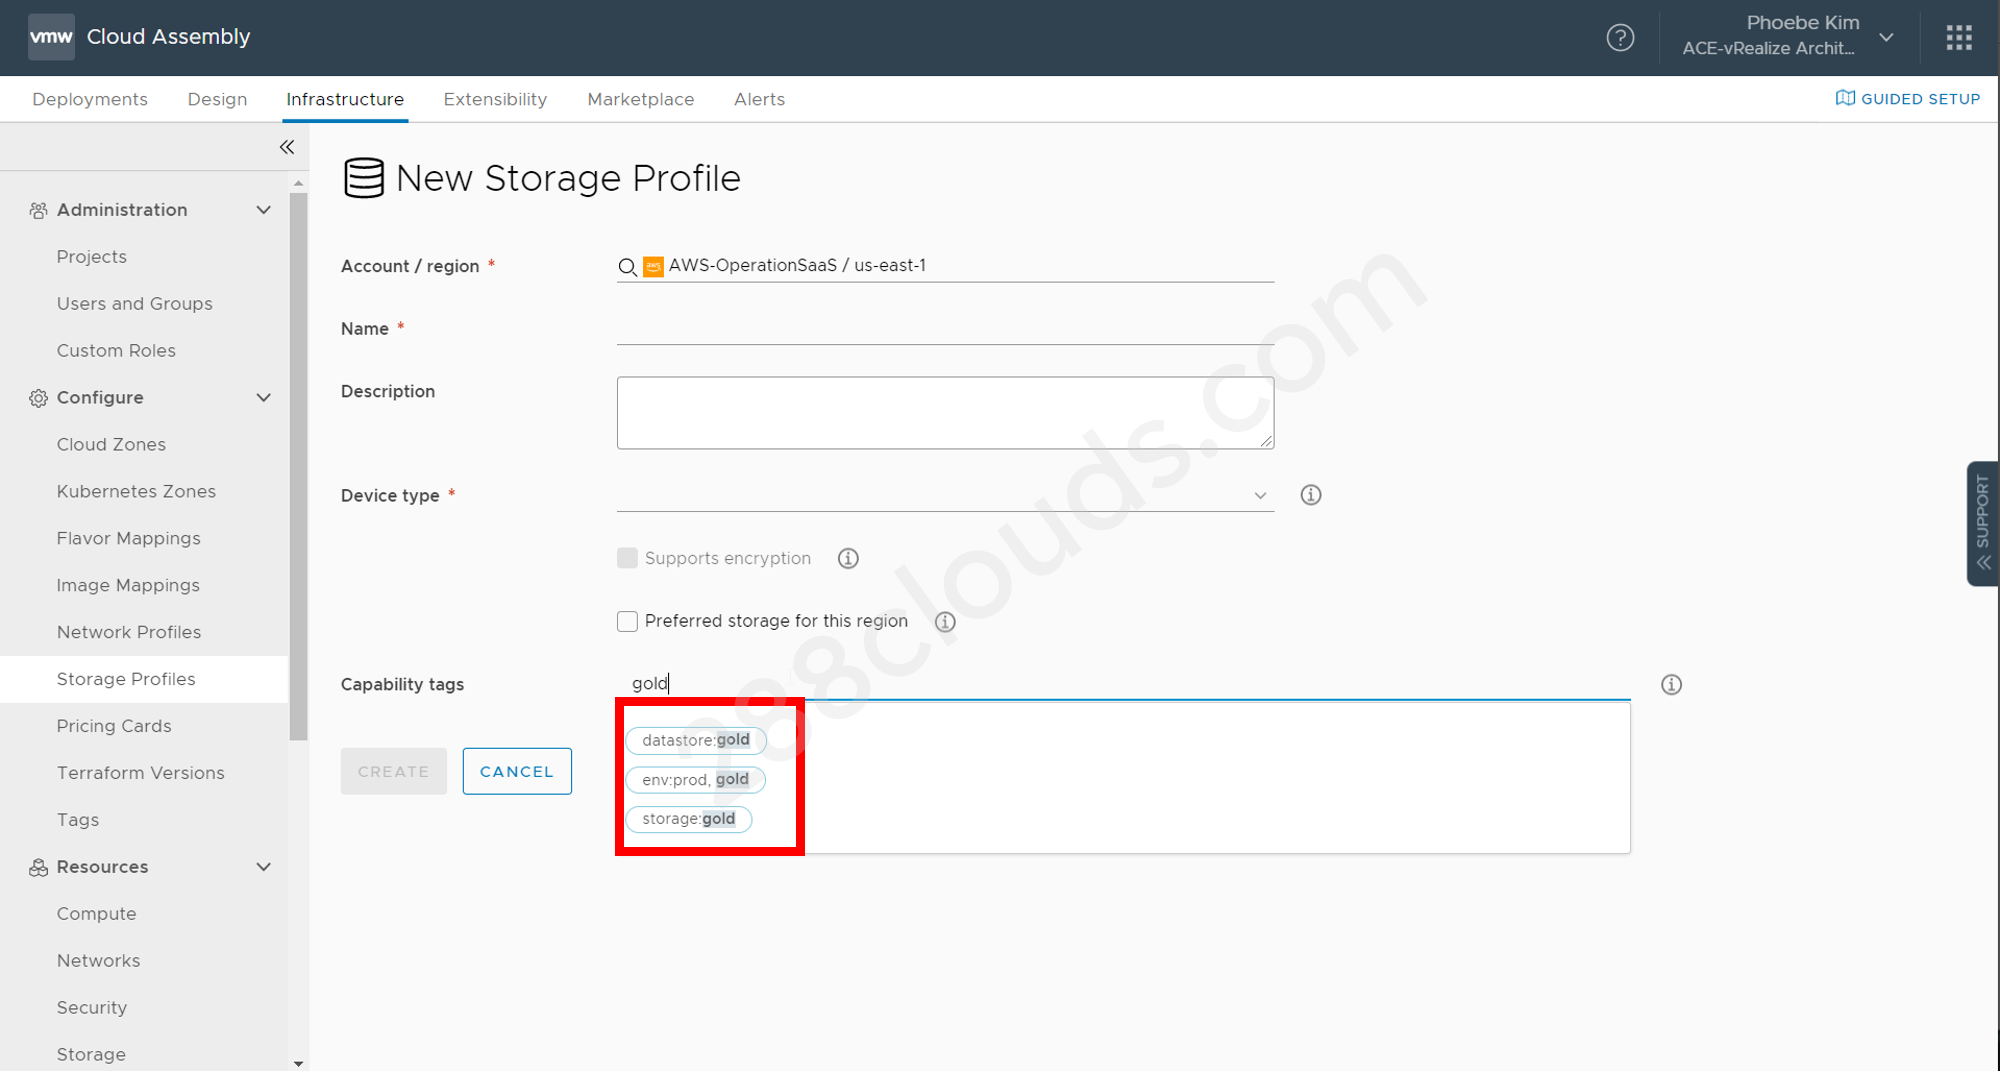 vmw Cloud Assembly
Phoebe Kim
ACE-vRealize Archit...
Deployments Design Infrastructure Extensibility Marketplace Alerts
GUIDED SETUP
New Storage Profile
Administration
Projects
Users and Groups
Custom Roles
Configure
Cloud Zones
Kubernetes Zones
Flavor Mappings
Image Mappings
Network Profiles
Storage Profiles
Pricing Cards
Terraform Versions
Tags
Resources
Compute
Networks
Security
Storage
Account / region * aws AWS-OperationSaaS / us-east-1
Name *
Description
Device type *
Supports encryption
Preferred storage for this region
Capability tags gold
datastore:gold
env:prod, gold
storage:gold
CREATE CANCEL
SUPPORT
288clouds.com